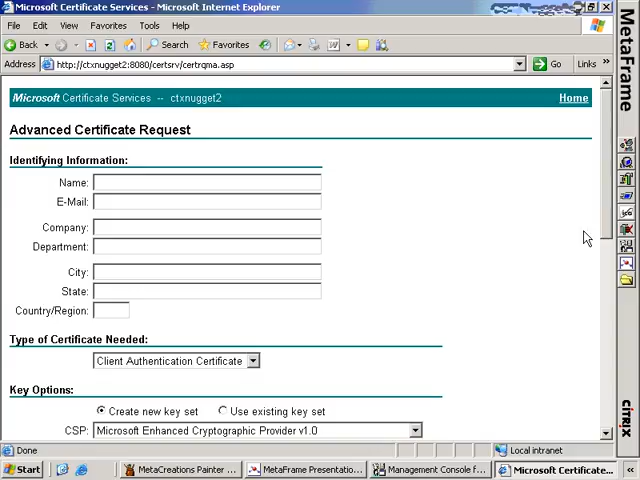 Microsoft Certificate Services - Microsoft Internet Explorer
File Edit View Favorites Tools Help
Back Search Favorites
Address http://ctxnugget2:8080/certsrv/certrqma.asp Go Links »
Microsoft Certificate Services -- ctxnugget2 Home
Advanced Certificate Request
Identifying Information:
Name:
E-Mail:
Company:
Department:
City:
State:
Country/Region:
Type of Certificate Needed:
Client Authentication Certificate
Key Options:
Create new key set Use existing key set
CSP: Microsoft Enhanced Cryptographic Provider v1.0
Done Local intranet
Start MetaCreations Painter ... MetaFrame Presentatio... Management Console f... Microsoft Certificate... «
MetaFrame
CITRIX